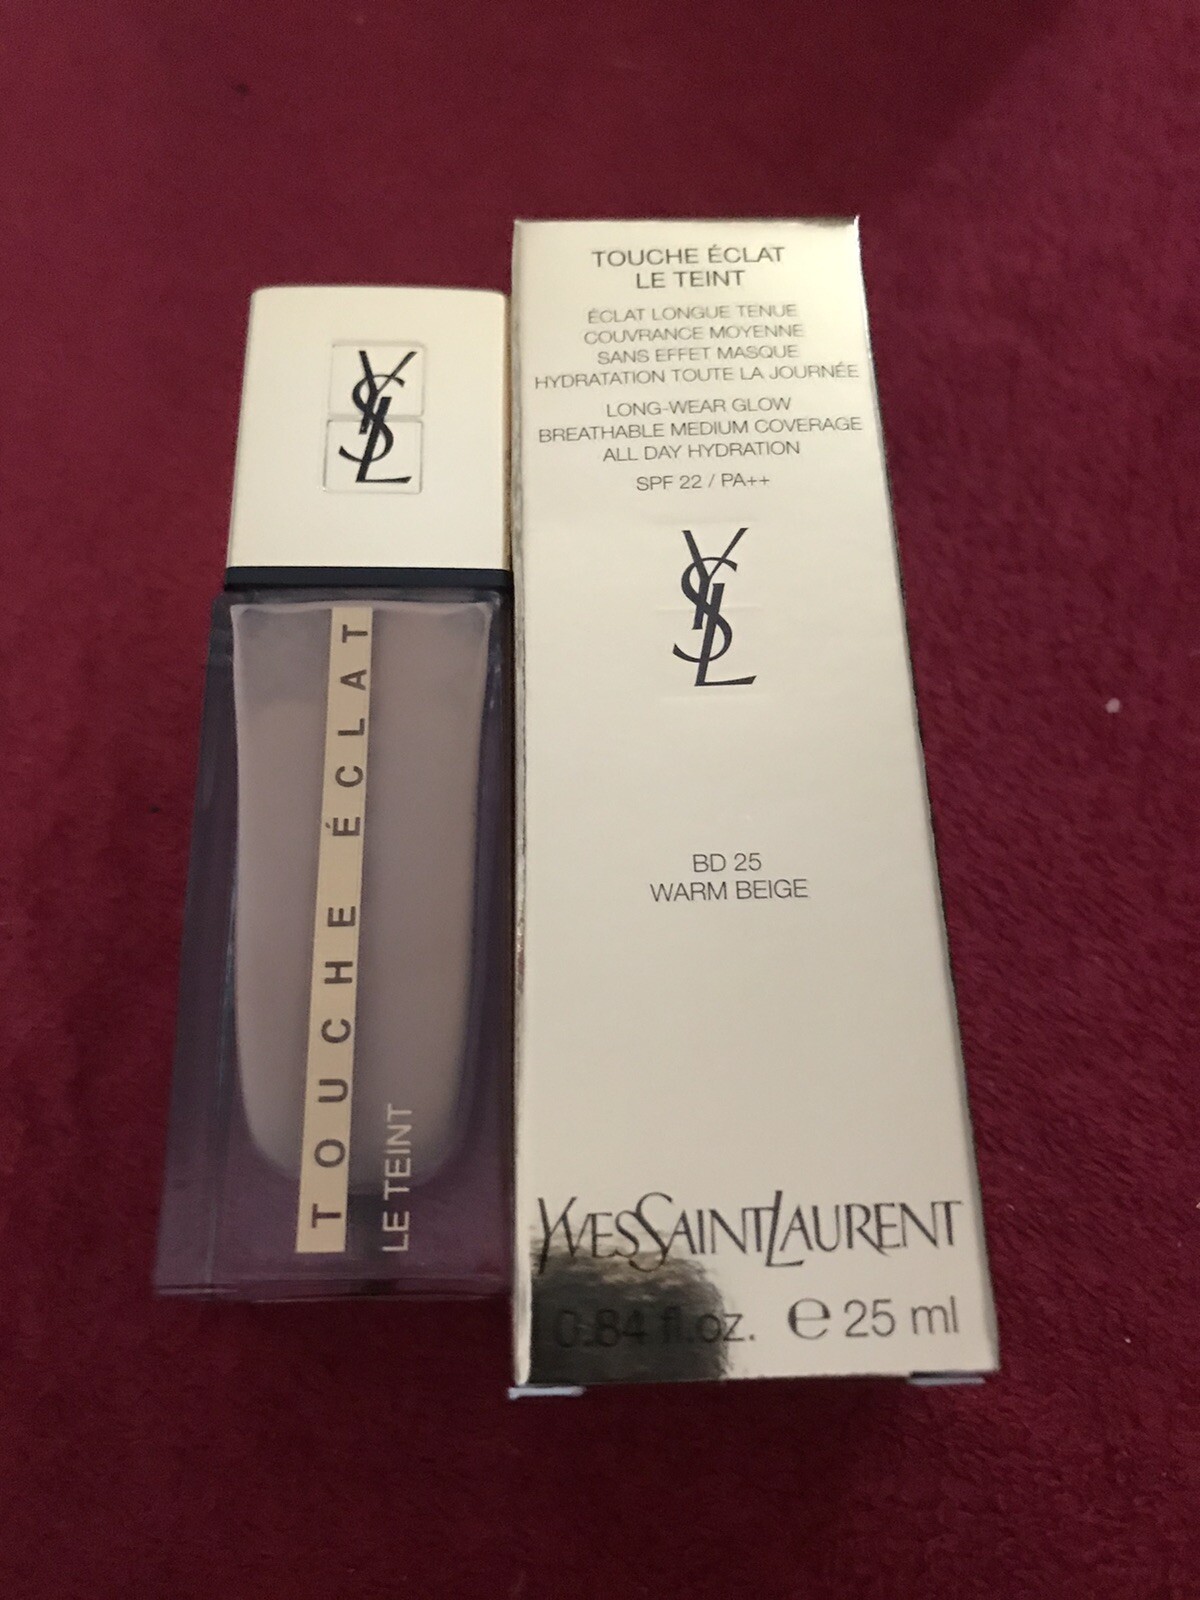 YSL
TOUCHE ÉCLAT
LE TEINT
TOUCHE ÉCLAT
LE TEINT
ÉCLAT LONGUE TENUE
COUVRANCE MOYENNE
SANS EFFET MASQUE
HYDRATATION TOUTE LA JOURNÉE
LONG-WEAR GLOW
BREATHABLE MEDIUM COVERAGE
ALL DAY HYDRATION
SPF 22 / PA++
YSL
BD 25
WARM BEIGE
YVESSAINTLAURENT
0.84 fl.oz. ℮ 25 ml